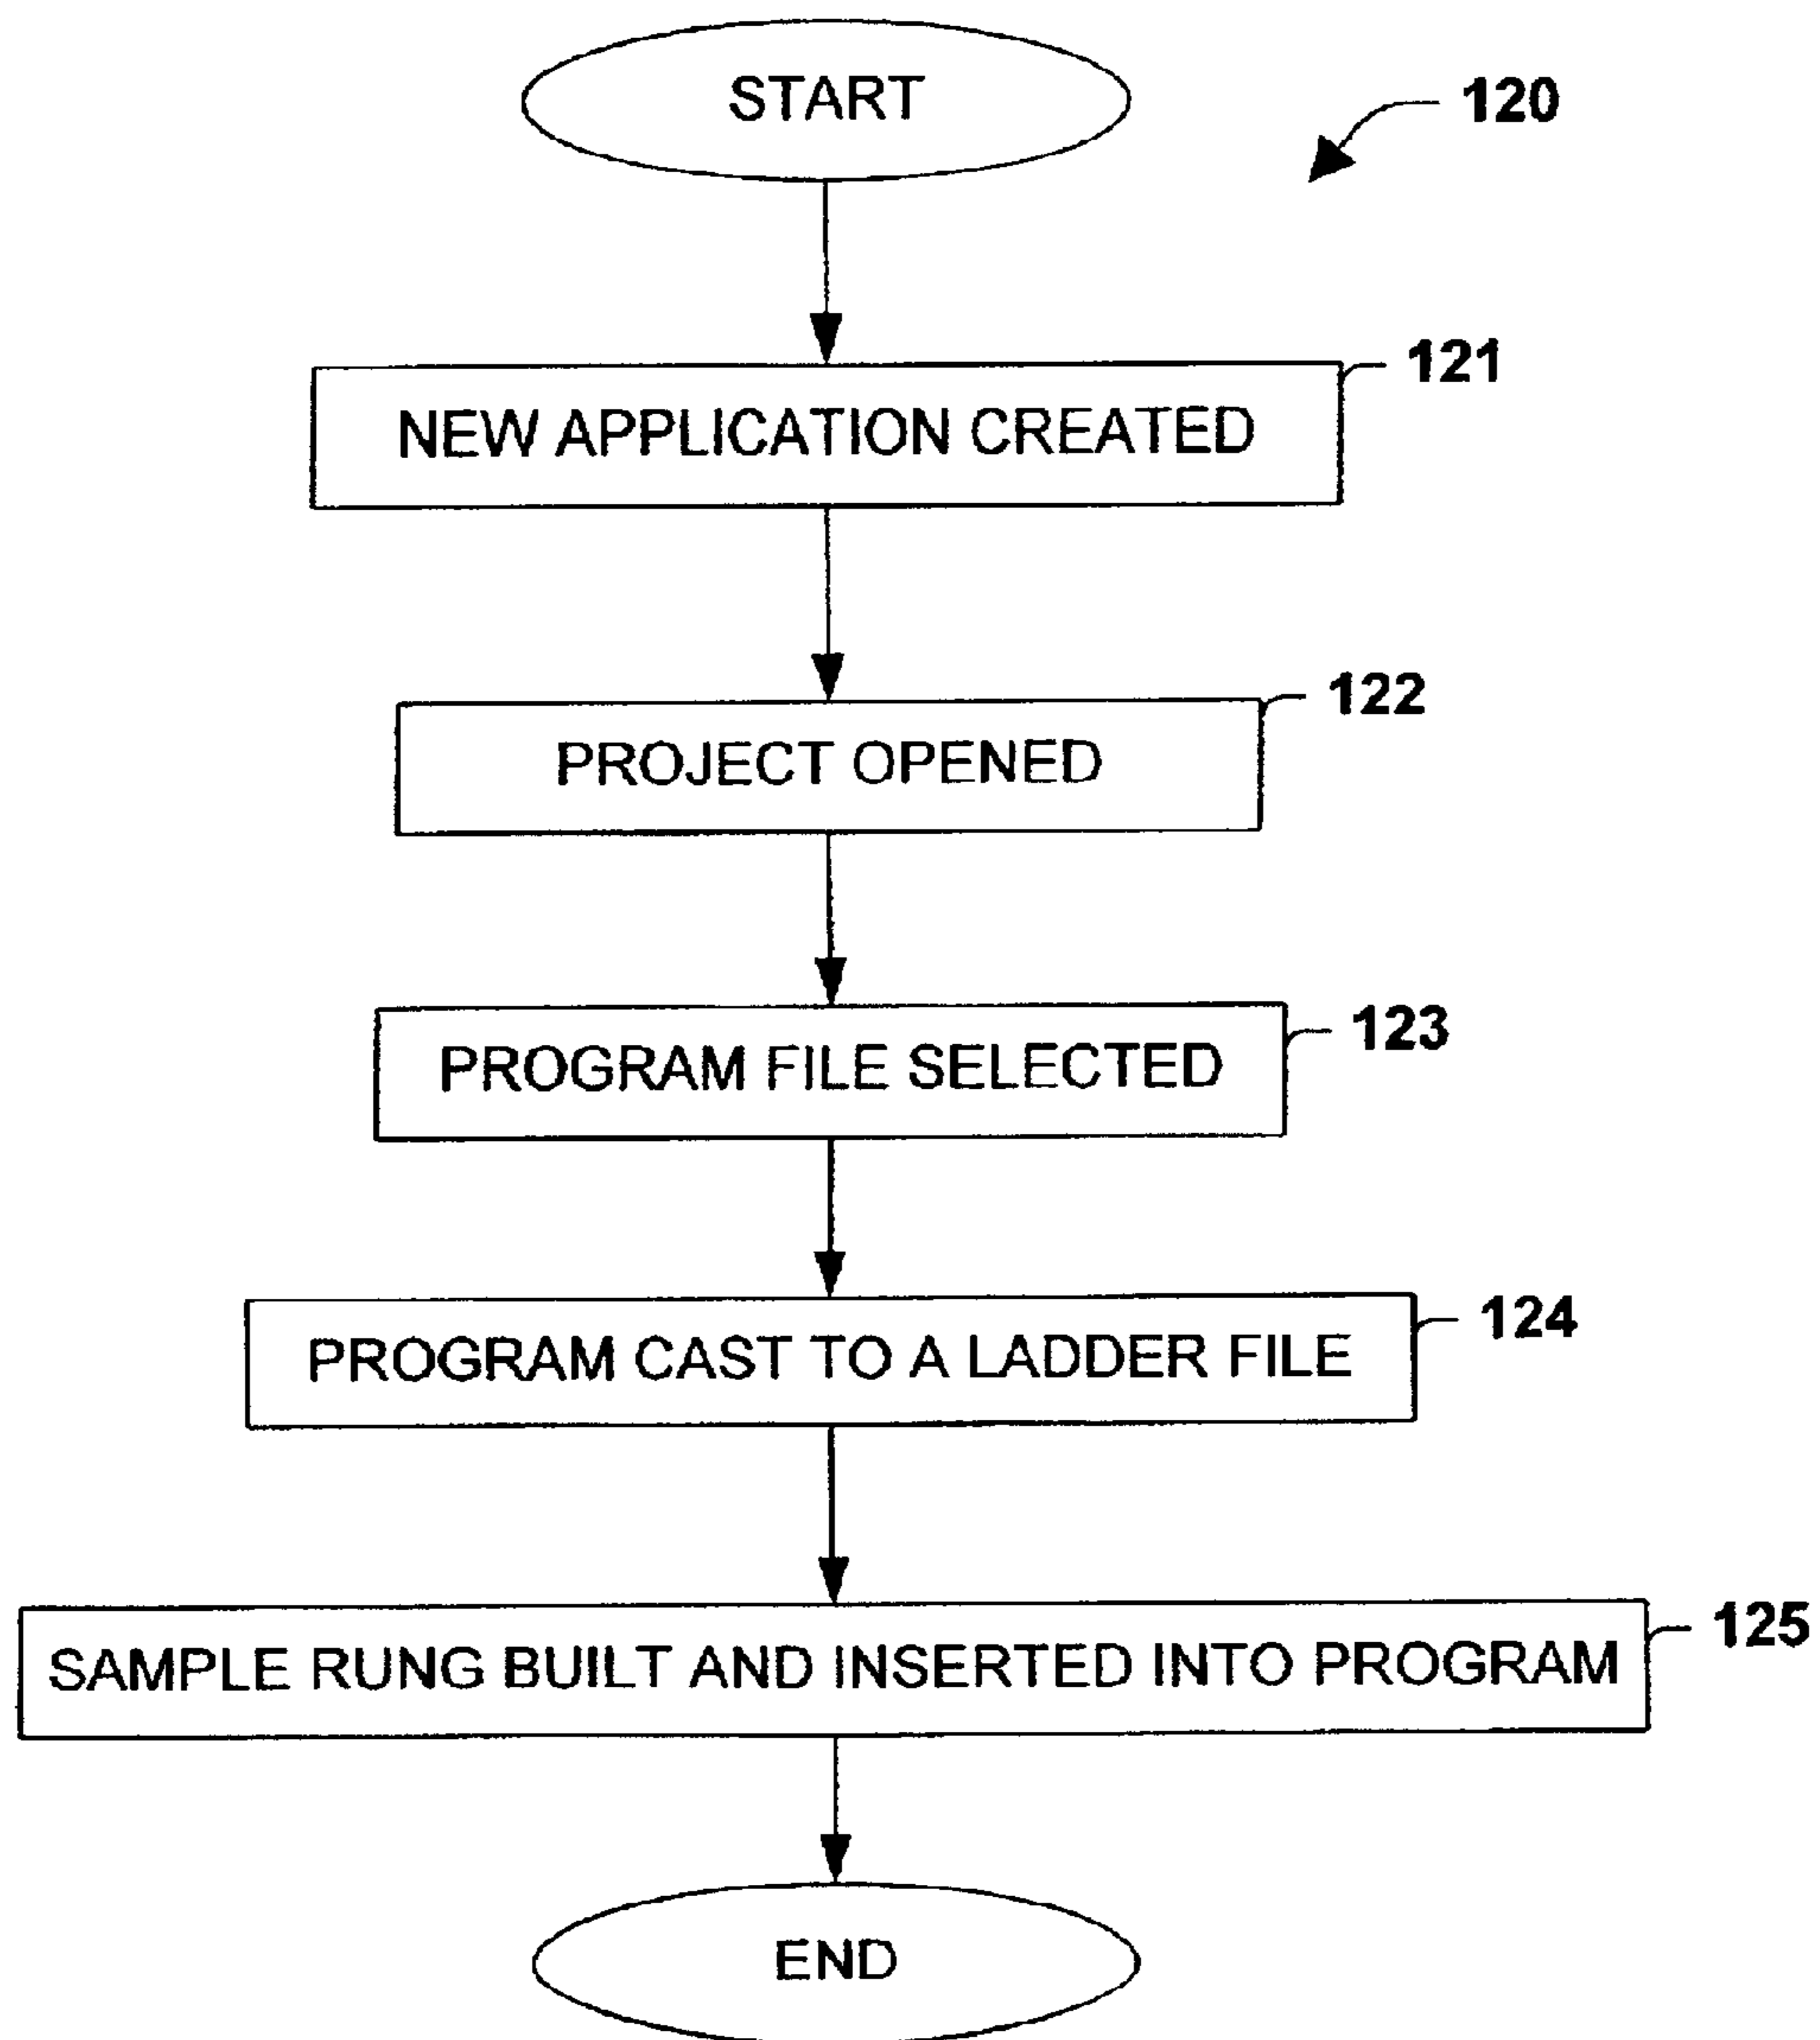 START
120
NEW APPLICATION CREATED
121
PROJECT OPENED
122
PROGRAM FILE SELECTED
123
PROGRAM CAST TO A LADDER FILE
124
SAMPLE RUNG BUILT AND INSERTED INTO PROGRAM
125
END